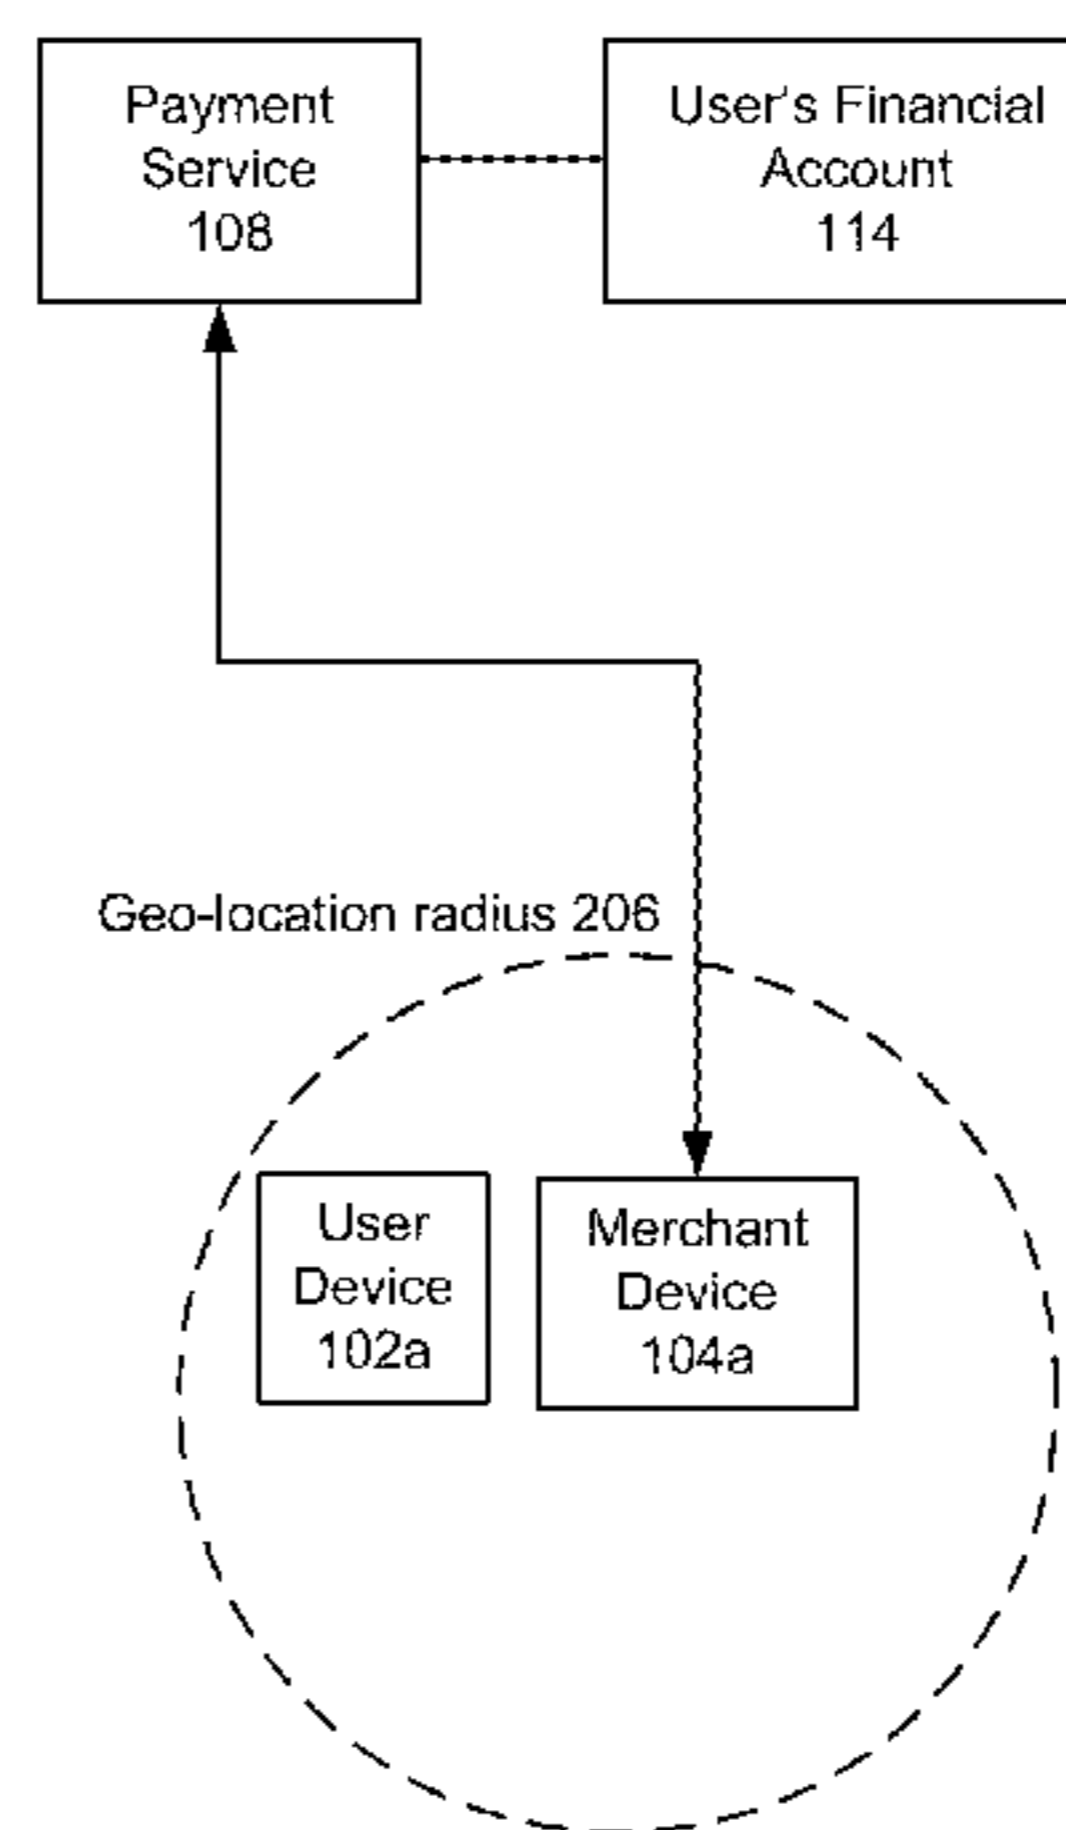 Payment
Service
108
User's Financial
Account
114
Geo-location radius 206
User
Device
102a
Merchant
Device
104a